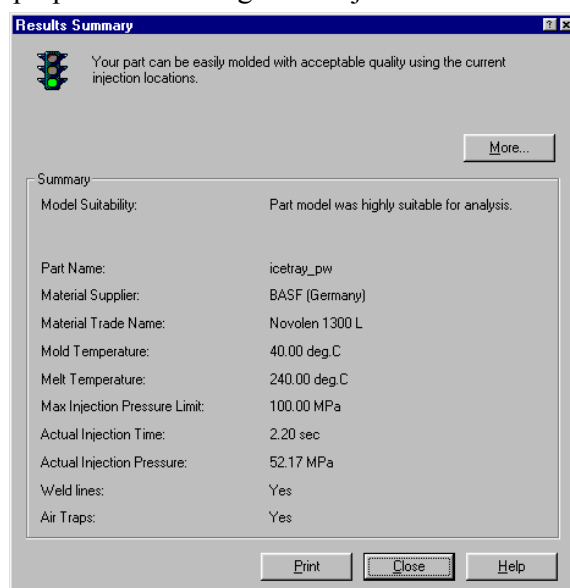 Results Summary
Your part can be easily molded with acceptable quality using the current
injection locations.
More...
Summary
Model Suitability: Part model was highly suitable for analysis.
Part Name: icetray_pw
Material Supplier: BASF (Germany)
Material Trade Name: Novolen 1300 L
Mold Temperature: 40.00 deg.C
Melt Temperature: 240.00 deg.C
Max Injection Pressure Limit: 100.00 MPa
Actual Injection Time: 2.20 sec
Actual Injection Pressure: 52.17 MPa
Weld lines: Yes
Air Traps: Yes
Print Close Help